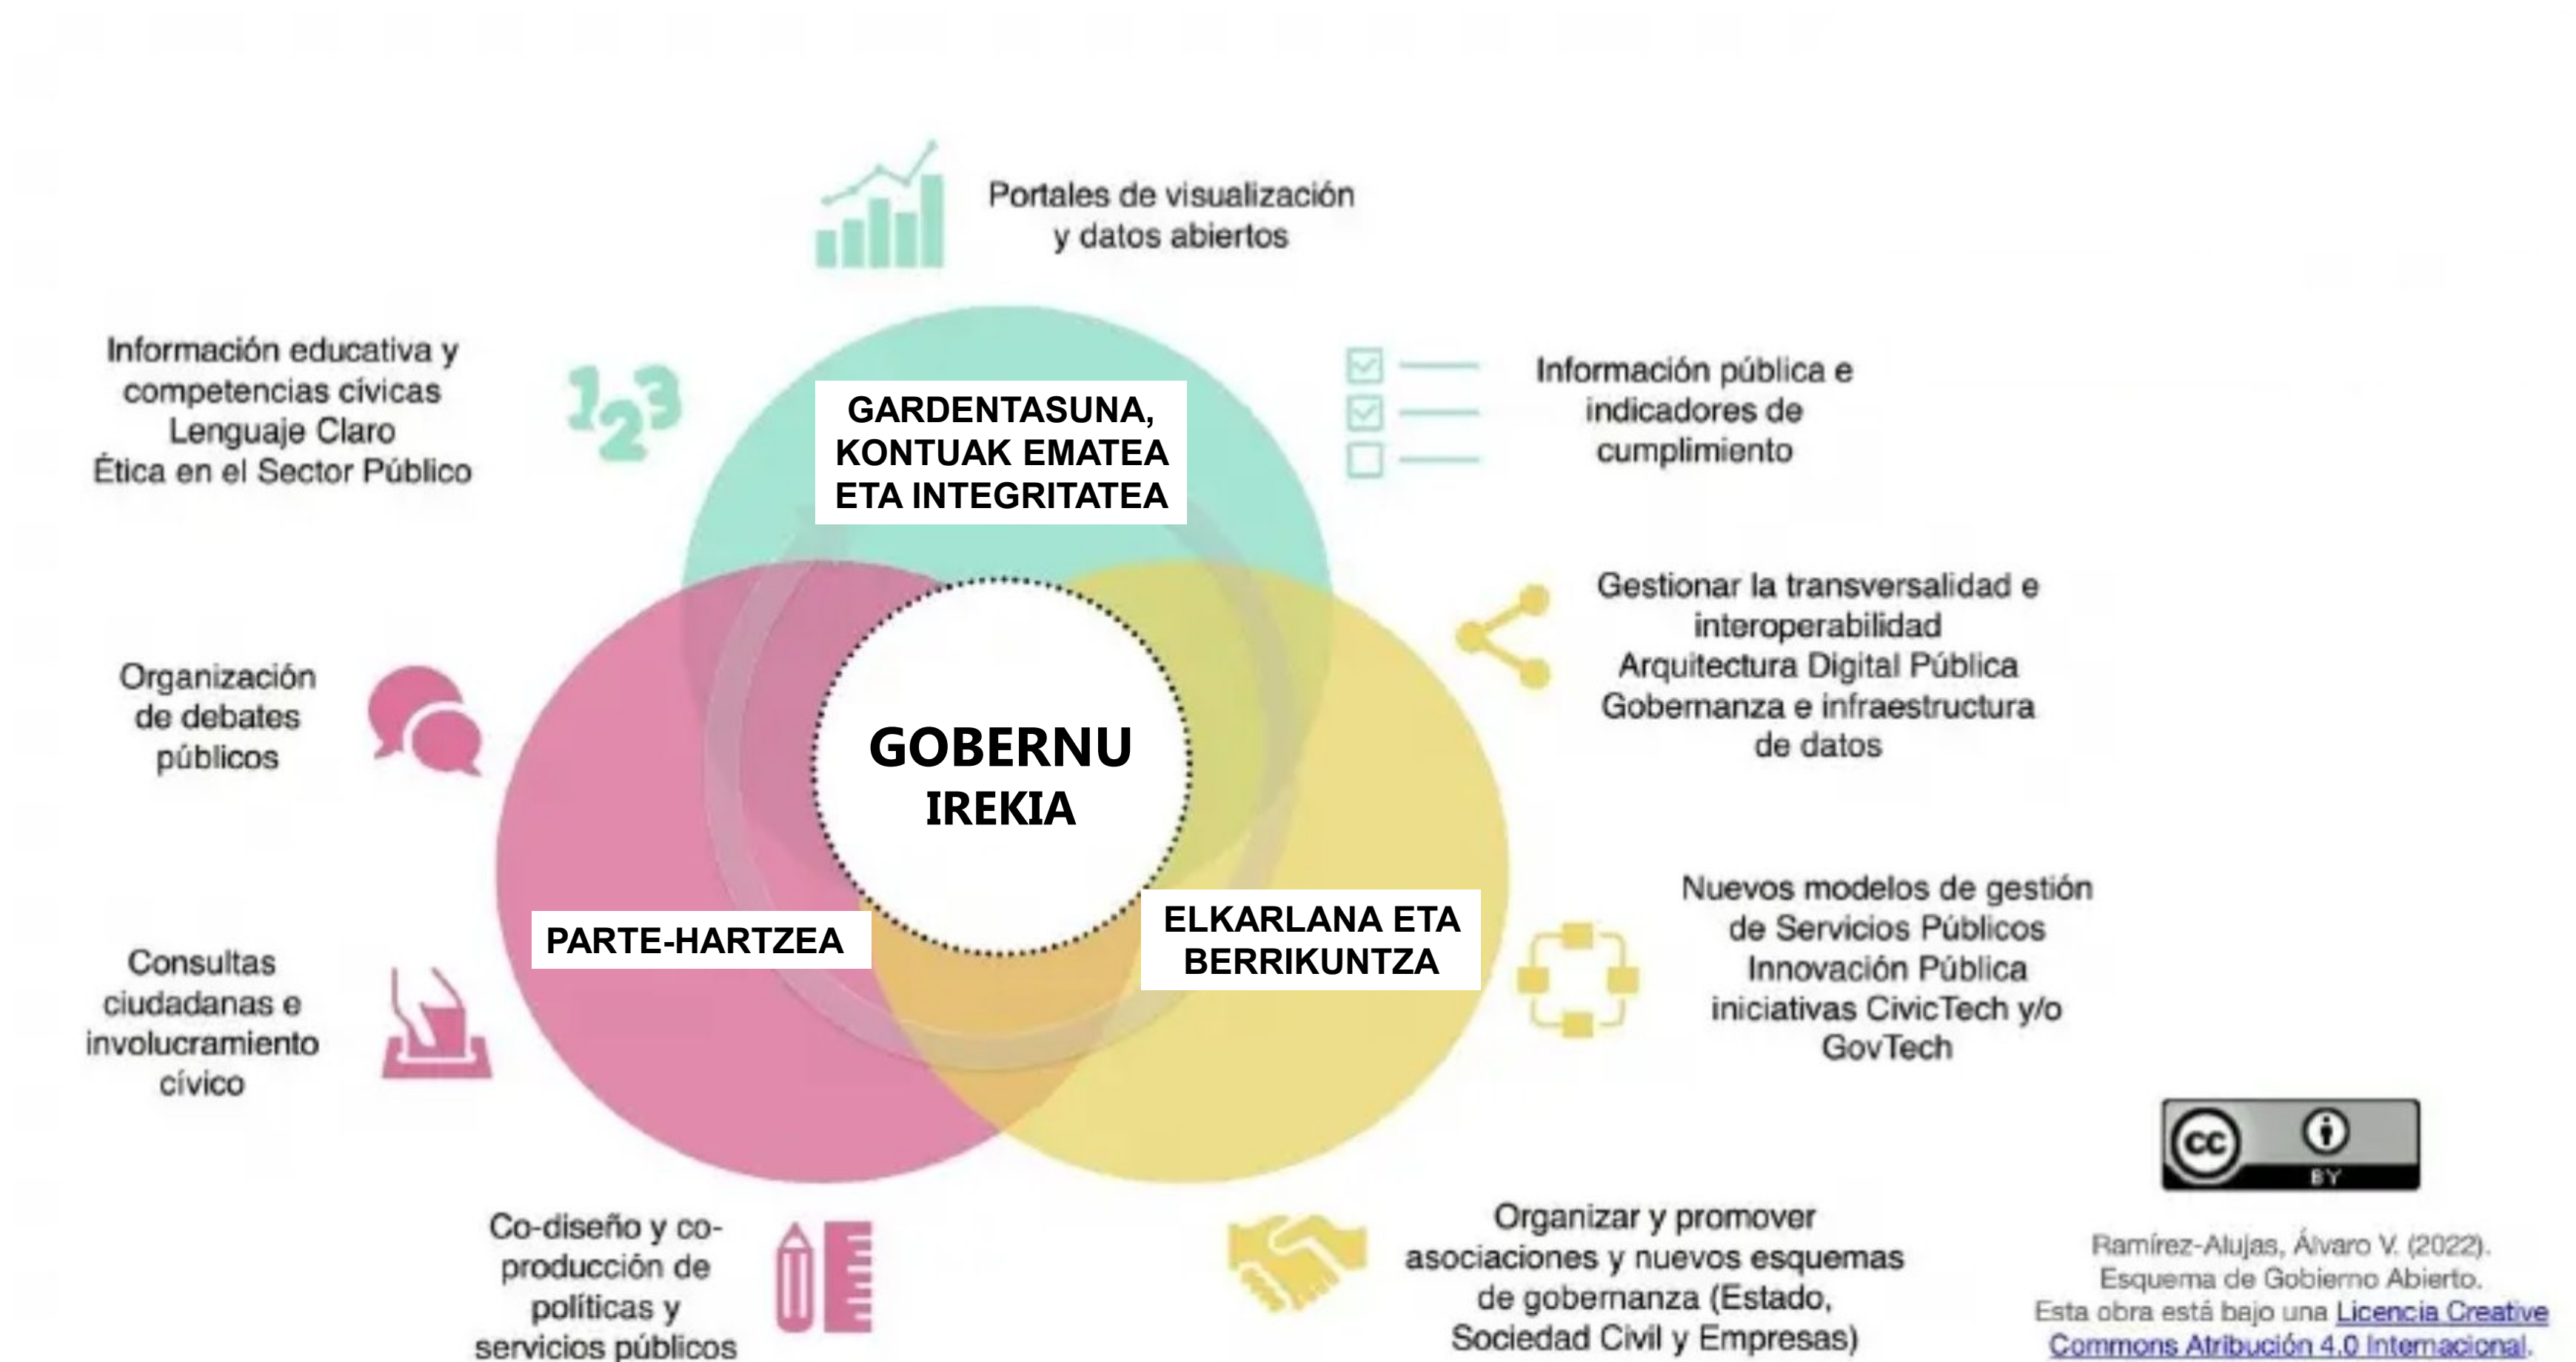 Portales de visualización
y datos abiertos
Información educativa y
competencias cívicas
Lenguaje Claro
Ética en el Sector Público
123
GARDENTASUNA,
KONTUAK EMATEA
ETA INTEGRITATEA
Información pública e
indicadores de
cumplimiento
Organización
de debates
públicos
Gestionar la transversalidad e
interoperabilidad
Arquitectura Digital Pública
Gobernanza e infraestructura
de datos
GOBERNU
IREKIA
PARTE-HARTZEA
ELKARLANA ETA
BERRIKUNTZA
Consultas
ciudadanas e
involucramiento
cívico
Nuevos modelos de gestión
de Servicios Públicos
Innovación Pública
iniciativas CivicTech y/o
GovTech
Co-diseño y co-
producción de
políticas y
servicios públicos
Organizar y promover
asociaciones y nuevos esquemas
de gobernanza (Estado,
Sociedad Civil y Empresas)
cc
BY
Ramírez-Alujas, Álvaro V. (2022).
Esquema de Gobierno Abierto.
Esta obra está bajo una Licencia Creative
Commons Atribución 4.0 Internacional.